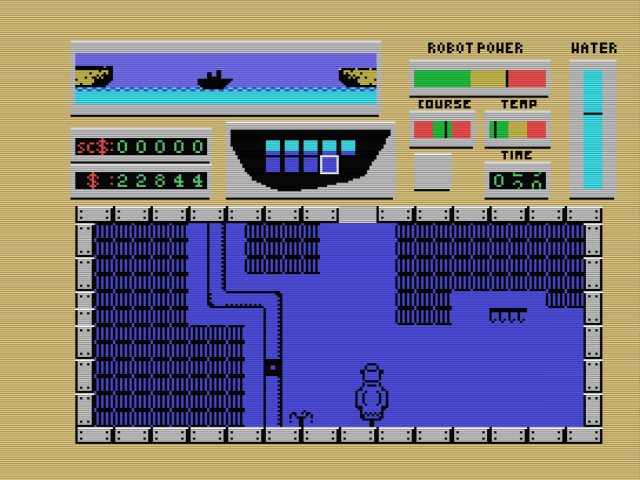 ROBOT POWER WATER
COURSE TEMP
SC$:00000
TIME
$:22844